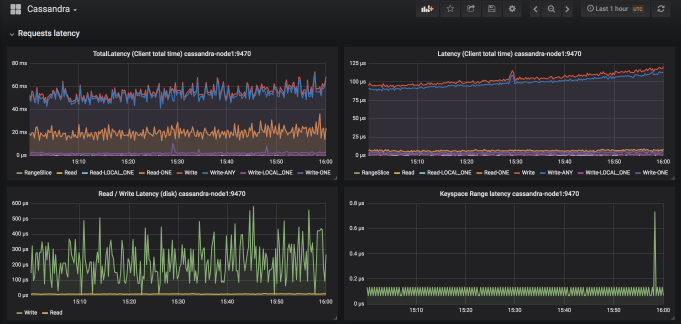 Cassandra
Last 1 hour UTC
Requests latency
TotalLatency (Client total time) cassandra-node1:9470
80 ms
60 ms
40 ms
20 ms
0 µs
15:10 15:20 15:30 15:40 15:50 16:00
RangeSlice Read Read-LOCAL_ONE Read-ONE Write Write-ANY Write-LOCAL_ONE Write-ONE
Latency (Client total time) cassandra-node1:9470
125 µs
100 µs
75 µs
50 µs
25 µs
0 µs
15:10 15:20 15:30 15:40 15:50 16:00
RangeSlice Read Read-LOCAL_ONE Read-ONE Write Write-ANY Write-LOCAL_ONE Write-ONE
Read / Write Latency (disk) cassandra-node1:9470
600 µs
500 µs
400 µs
300 µs
200 µs
100 µs
0 µs
15:10 15:20 15:30 15:40 15:50 16:00
Write Read
Keyspace Range latency cassandra-node1:9470
0.8 µs
0.6 µs
0.4 µs
0.2 µs
0 µs
15:10 15:20 15:30 15:40 15:50 16:00